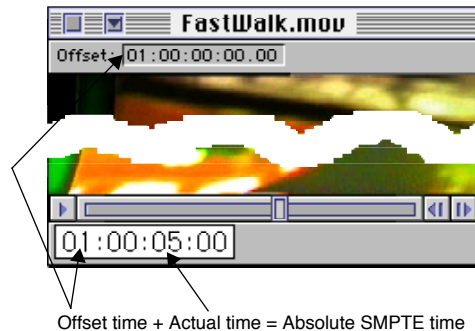 FastWalk.mov
Offset: 01:00:00:00.00
01:00:05:00
Offset time + Actual time = Absolute SMPTE time